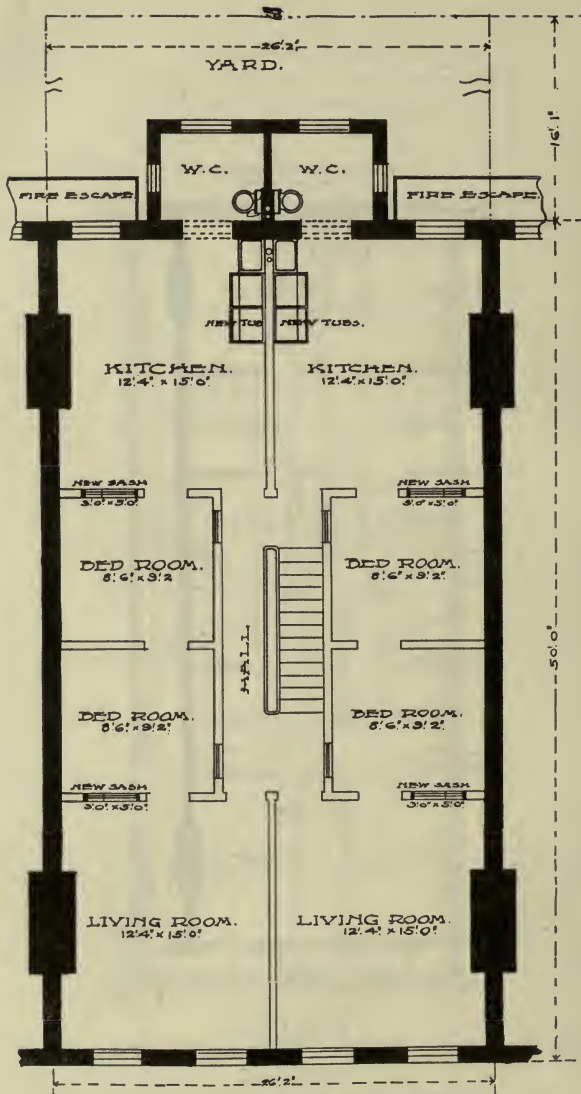 26'2"
YARD.
16'1"
W.C. W.C.
FIRE ESCAPE FIRE ESCAPE
NEW TUBS NEW TUBS.
KITCHEN. KITCHEN.
12'4" x 15'0" 12'4" x 15'0"
NEW SASH NEW SASH
3'0" x 5'0" 3'0" x 5'0"
BED ROOM. BED ROOM.
8'6" x 9'2 8'6" x 9'2"
HALL
50'0"
BED ROOM. BED ROOM.
8'6" x 9'2" 8'6" x 9'2"
NEW SASH NEW SASH
3'0" x 5'0" 3'0" x 5'0"
LIVING ROOM. LIVING ROOM.
12'4" x 15'0" 12'4" x 15'0"
26'2"